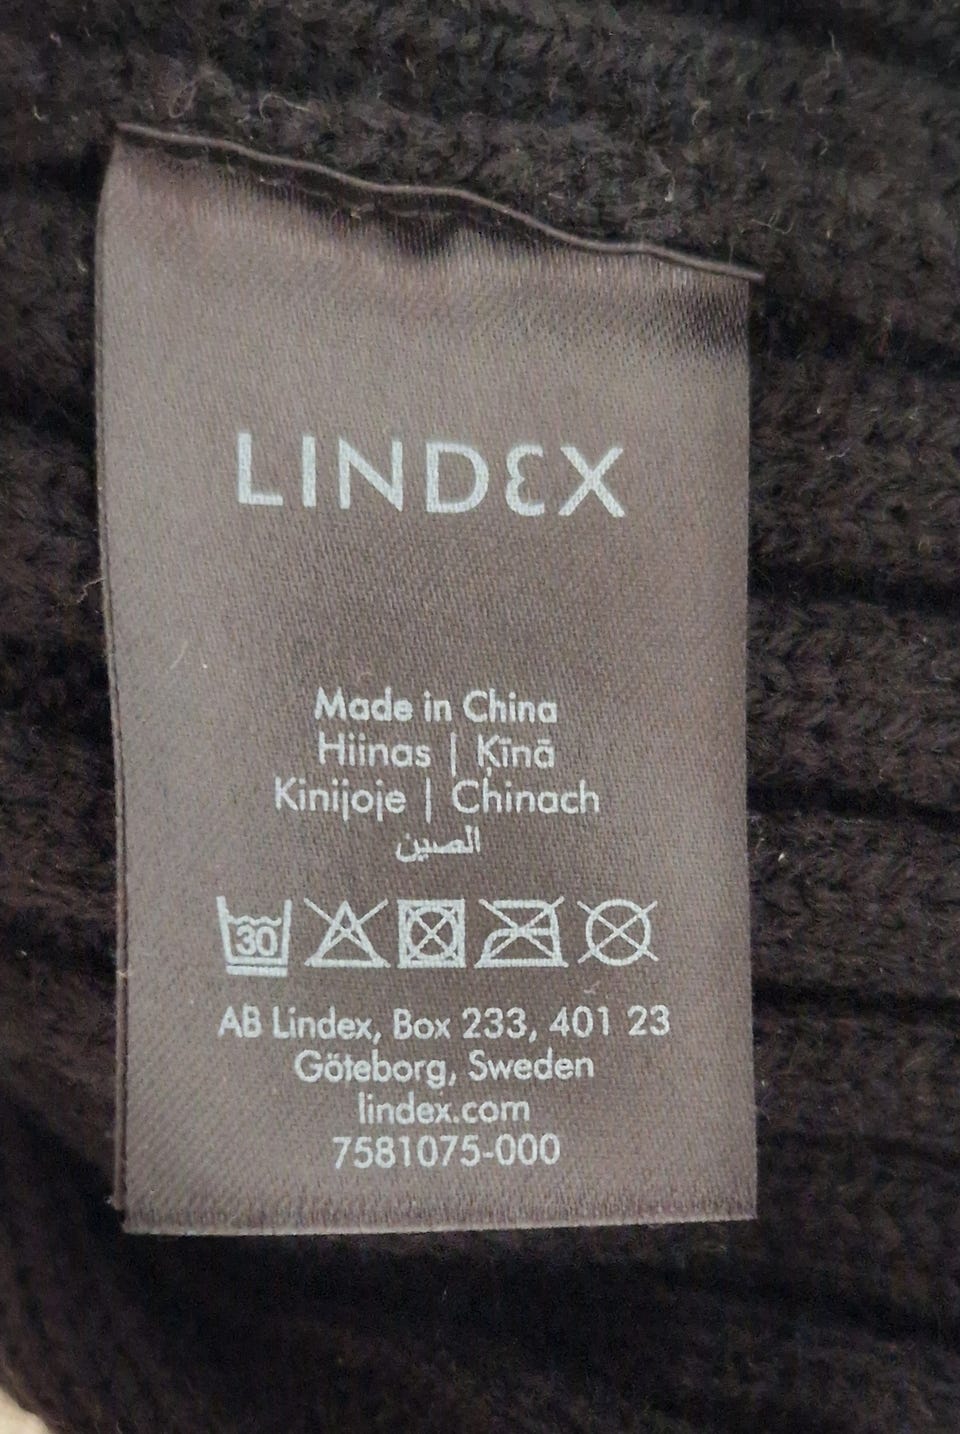 LINDEX
Made in China
Hiinas | Ķīnā
Kinijoje | Chinach
الصين
30
AB Lindex, Box 233, 401 23
Göteborg, Sweden
lindex.com
7581075-000